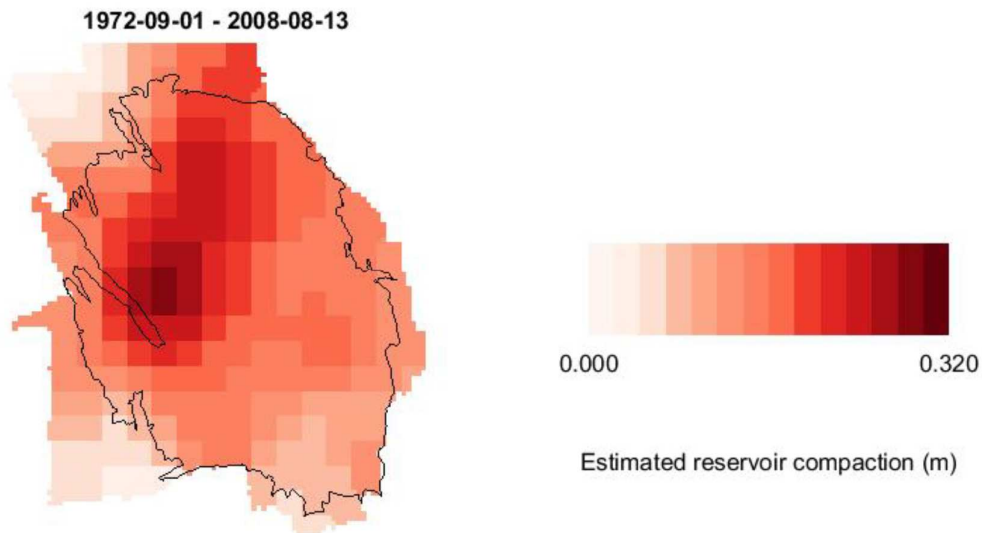 1972-09-01 - 2008-08-13
0.000
0.320
Estimated reservoir compaction (m)